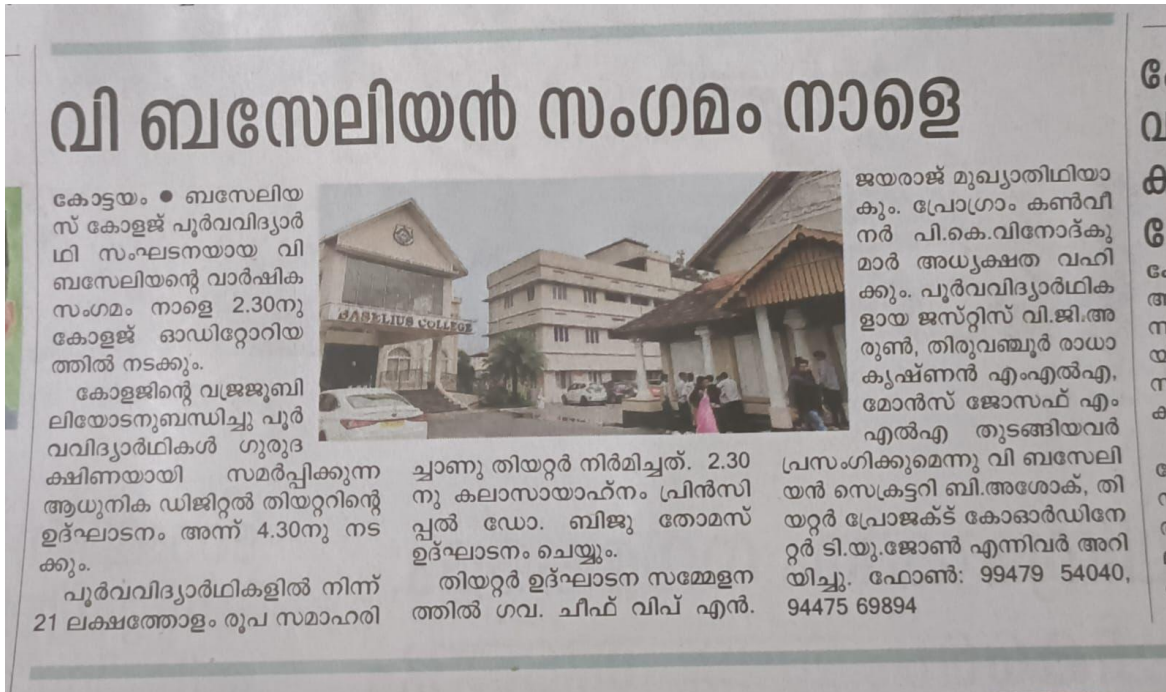 വി ബസേലിയൻ സംഗമം നാളെ
കോട്ടയം ● ബസേലിയ
സ് കോളജ് പൂർവവിദ്യാർ
ഥി സംഘടനയായ വി
ബസേലിയന്റെ വാർഷിക
സംഗമം നാളെ 2.30നു
കോളജ് ഓഡിറ്റോറിയ
ത്തിൽ നടക്കും.
കോളജിന്റെ വജ്രജൂബി
ലിയോടനുബന്ധിച്ചു പൂർ
വവിദ്യാർഥികൾ ഗുരുദ
ക്ഷിണയായി സമർപ്പിക്കുന്ന
ആധുനിക ഡിജിറ്റൽ തിയറ്ററിന്റെ
ഉദ്ഘാടനം അന്ന് 4.30നു നട
ക്കും.
പൂർവവിദ്യാർഥികളിൽ നിന്ന്
21 ലക്ഷത്തോളം രൂപ സമാഹരി
BASELIUS COLLEGE
ച്ചാണു തിയറ്റർ നിർമിച്ചത്. 2.30
നു കലാസായാഹ്നം പ്രിൻസി
പ്പൽ ഡോ. ബിജു തോമസ്
ഉദ്ഘാടനം ചെയ്യും.
തിയറ്റർ ഉദ്ഘാടന സമ്മേളന
ത്തിൽ ഗവ. ചീഫ് വിപ് എൻ.
ജയരാജ് മുഖ്യാതിഥിയാ
കും. പ്രോഗ്രാം കൺവീ
നർ പി.കെ.വിനോദ്കു
മാർ അധ്യക്ഷത വഹി
ക്കും. പൂർവവിദ്യാർഥിക
ളായ ജസ്റ്റിസ് വി.ജി.അ
രുൺ, തിരുവഞ്ചൂർ രാധാ
കൃഷ്ണൻ എംഎൽഎ,
മോൻസ് ജോസഫ് എം
എൽഎ തുടങ്ങിയവർ
പ്രസംഗിക്കുമെന്നു വി ബസേലി
യൻ സെക്രട്ടറി ബി.അശോക്, തി
യറ്റർ പ്രോജക്ട് കോഓർഡിനേ
റ്റർ ടി.യു.ജോൺ എന്നിവർ അറി
യിച്ചു. ഫോൺ: 99479 54040,
94475 69894